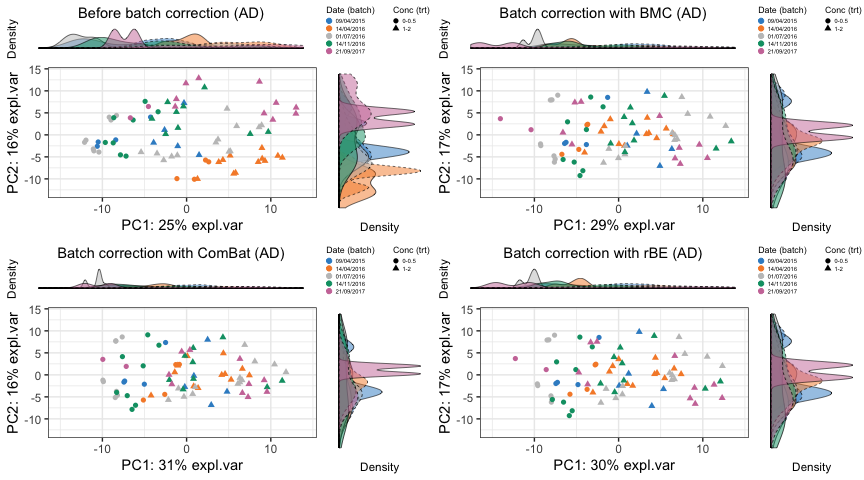 Before batch correction (AD)
Density
PC2: 16% expl.var
15
10
5
0
-5
-10
-10
0
10
PC1: 25% expl.var
Density
Date (batch)
09/04/2015
14/04/2016
01/07/2016
14/11/2016
21/09/2017
Conc (trt)
0-0.5
1-2
Batch correction with BMC (AD)
Density
PC2: 17% expl.var
15
10
5
0
-5
-10
-10
0
10
PC1: 29% expl.var
Density
Date (batch)
09/04/2015
14/04/2016
01/07/2016
14/11/2016
21/09/2017
Conc (trt)
0-0.5
1-2
Batch correction with ComBat (AD)
Density
PC2: 16% expl.var
15
10
5
0
-5
-10
-10
0
10
PC1: 31% expl.var
Density
Date (batch)
09/04/2015
14/04/2016
01/07/2016
14/11/2016
21/09/2017
Conc (trt)
0-0.5
1-2
Batch correction with rBE (AD)
Density
PC2: 17% expl.var
15
10
5
0
-5
-10
-10
0
10
PC1: 30% expl.var
Density
Date (batch)
09/04/2015
14/04/2016
01/07/2016
14/11/2016
21/09/2017
Conc (trt)
0-0.5
1-2